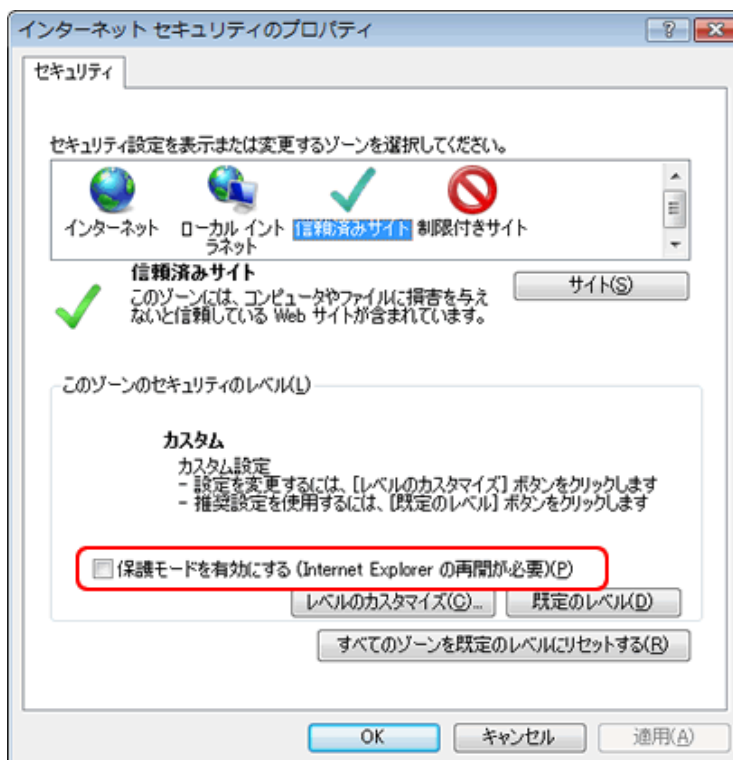 インターネット セキュリティのプロパティ
セキュリティ
セキュリティ設定を表示または変更するゾーンを選択してください。
インターネット
ローカル イント
ラネット
信頼済みサイト
制限付きサイト
信頼済みサイト
このゾーンには、コンピュータやファイルに損害を与え
ないと信頼している Web サイトが含まれています。
サイト(S)
このゾーンのセキュリティのレベル(L)
カスタム
カスタム設定
- 設定を変更するには、[レベルのカスタマイズ] ボタンをクリックします
- 推奨設定を使用するには、[既定のレベル] ボタンをクリックします
保護モードを有効にする (Internet Explorer の再開が必要)(P)
レベルのカスタマイズ(C)...
既定のレベル(D)
すべてのゾーンを既定のレベルにリセットする(R)
OK
キャンセル
適用(A)